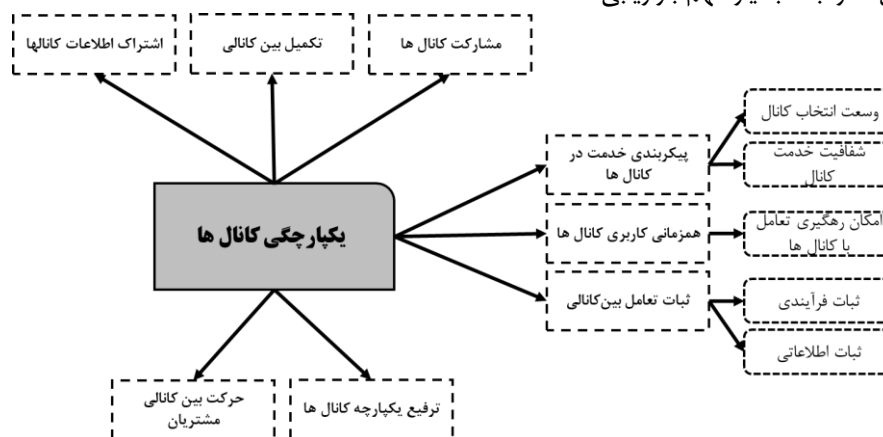 مشارکت کانال ها
تکمیل بین کانالی
اشتراک اطلاعات کانالها
وسعت انتخاب کانال
پیکربندی خدمت در
کانال ها
شفافیت خدمت
کانال
یکپارچگی کانال ها
همزمانی کاربری کانال ها
امکان رهگیری تعامل
با کانال ها
ثبات تعامل بین‌کانالی
ثبات فرآیندی
ثبات اطلاعاتی
ترفیع یکپارچه کانال ها
حرکت بین کانالی
مشتریان